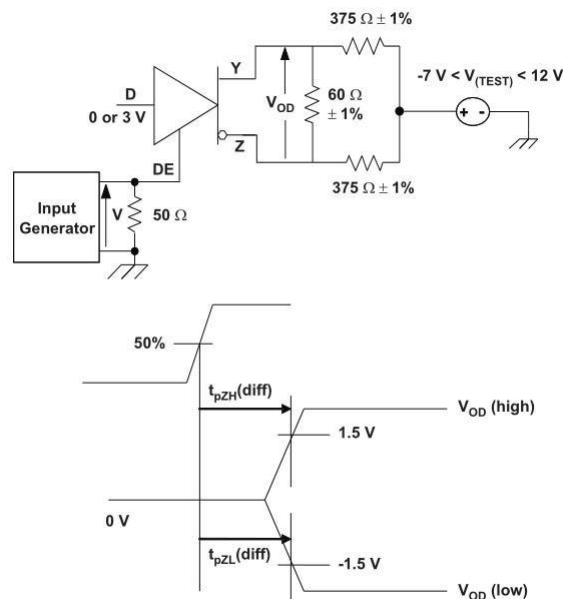 375 Ω ± 1%
Y
-7 V < V(TEST) < 12 V
D
VOD
60 Ω
± 1%
+ -
0 or 3 V
Z
DE
375 Ω ± 1%
Input
Generator
V
50 Ω
50%
tpZH(diff)
VOD (high)
1.5 V
0 V
tpZL(diff)
-1.5 V
VOD (low)